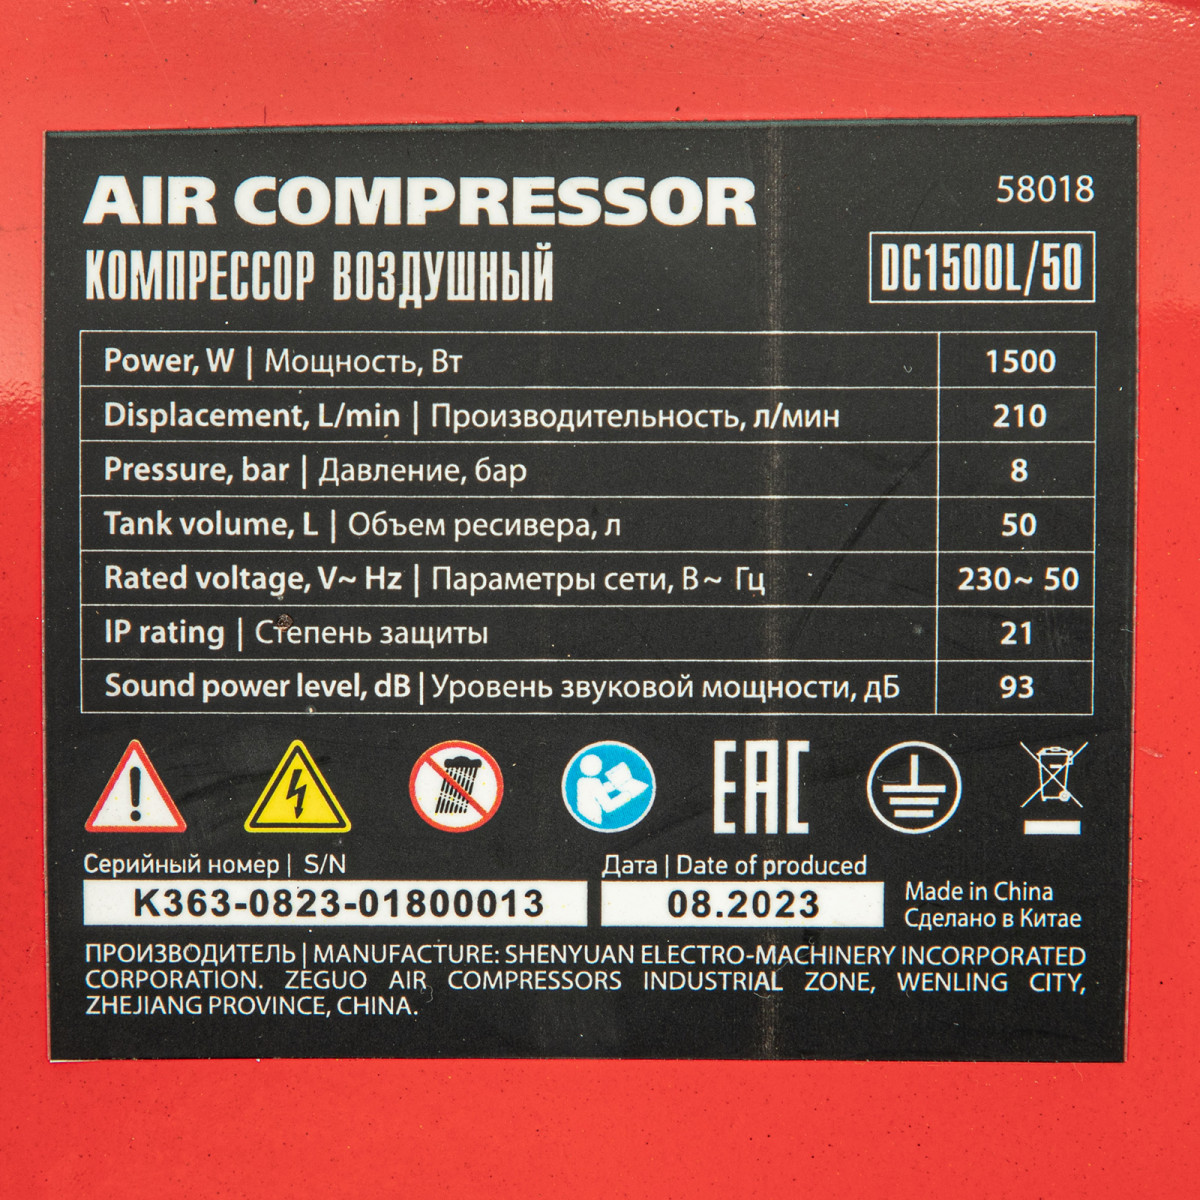 AIR COMPRESSOR
58018
КОМПРЕССОР ВОЗДУШНЫЙ
DC1500L/50
Power, W | Мощность, Вт 1500
Displacement, L/min | Производительность, л/мин 210
Pressure, bar | Давление, бар 8
Tank volume, L | Объем ресивера, л 50
Rated voltage, V~ Hz | Параметры сети, В~ Гц 230~ 50
IP rating | Степень защиты 21
Sound power level, dB | Уровень звуковой мощности, дБ 93
EAC
Серийный номер | S/N
Дата | Date of produced
K363-0823-01800013
08.2023
Made in China
Сделано в Китае
ПРОИЗВОДИТЕЛЬ | MANUFACTURE: SHENYUAN ELECTRO-MACHINERY INCORPORATED
CORPORATION. ZEGUO AIR COMPRESSORS INDUSTRIAL ZONE, WENLING CITY,
ZHEJIANG PROVINCE, CHINA.